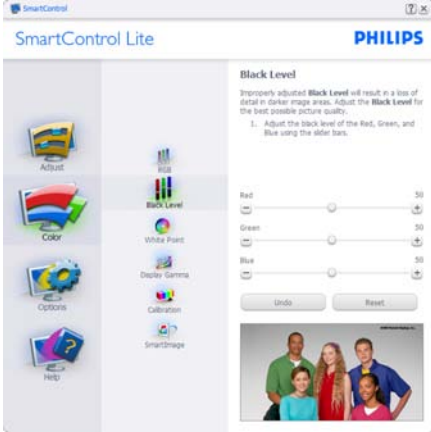 SmartControl
SmartControl Lite
PHILIPS
Adjust
Color
Options
Help
RGB
Black Level
White Point
Display Gamma
Calibration
SmartImage
Black Level
Improperly adjusted Black Level will result in a loss of
detail in darker image areas. Adjust the Black Level for
the best possible picture quality.
1. Adjust the black level of the Red, Green, and
Blue using the slider bars.
Red 50
Green 50
Blue 50
Undo Reset